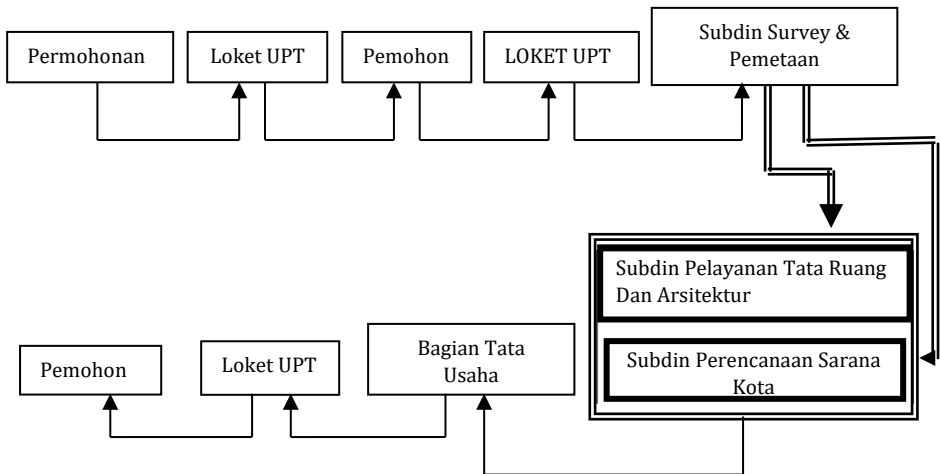 Permohonan
Loket UPT
Pemohon
LOKET UPT
Subdin Survey &
Pemetaan
Subdin Pelayanan Tata Ruang
Dan Arsitektur
Subdin Perencanaan Sarana
Kota
Bagian Tata
Usaha
Loket UPT
Pemohon